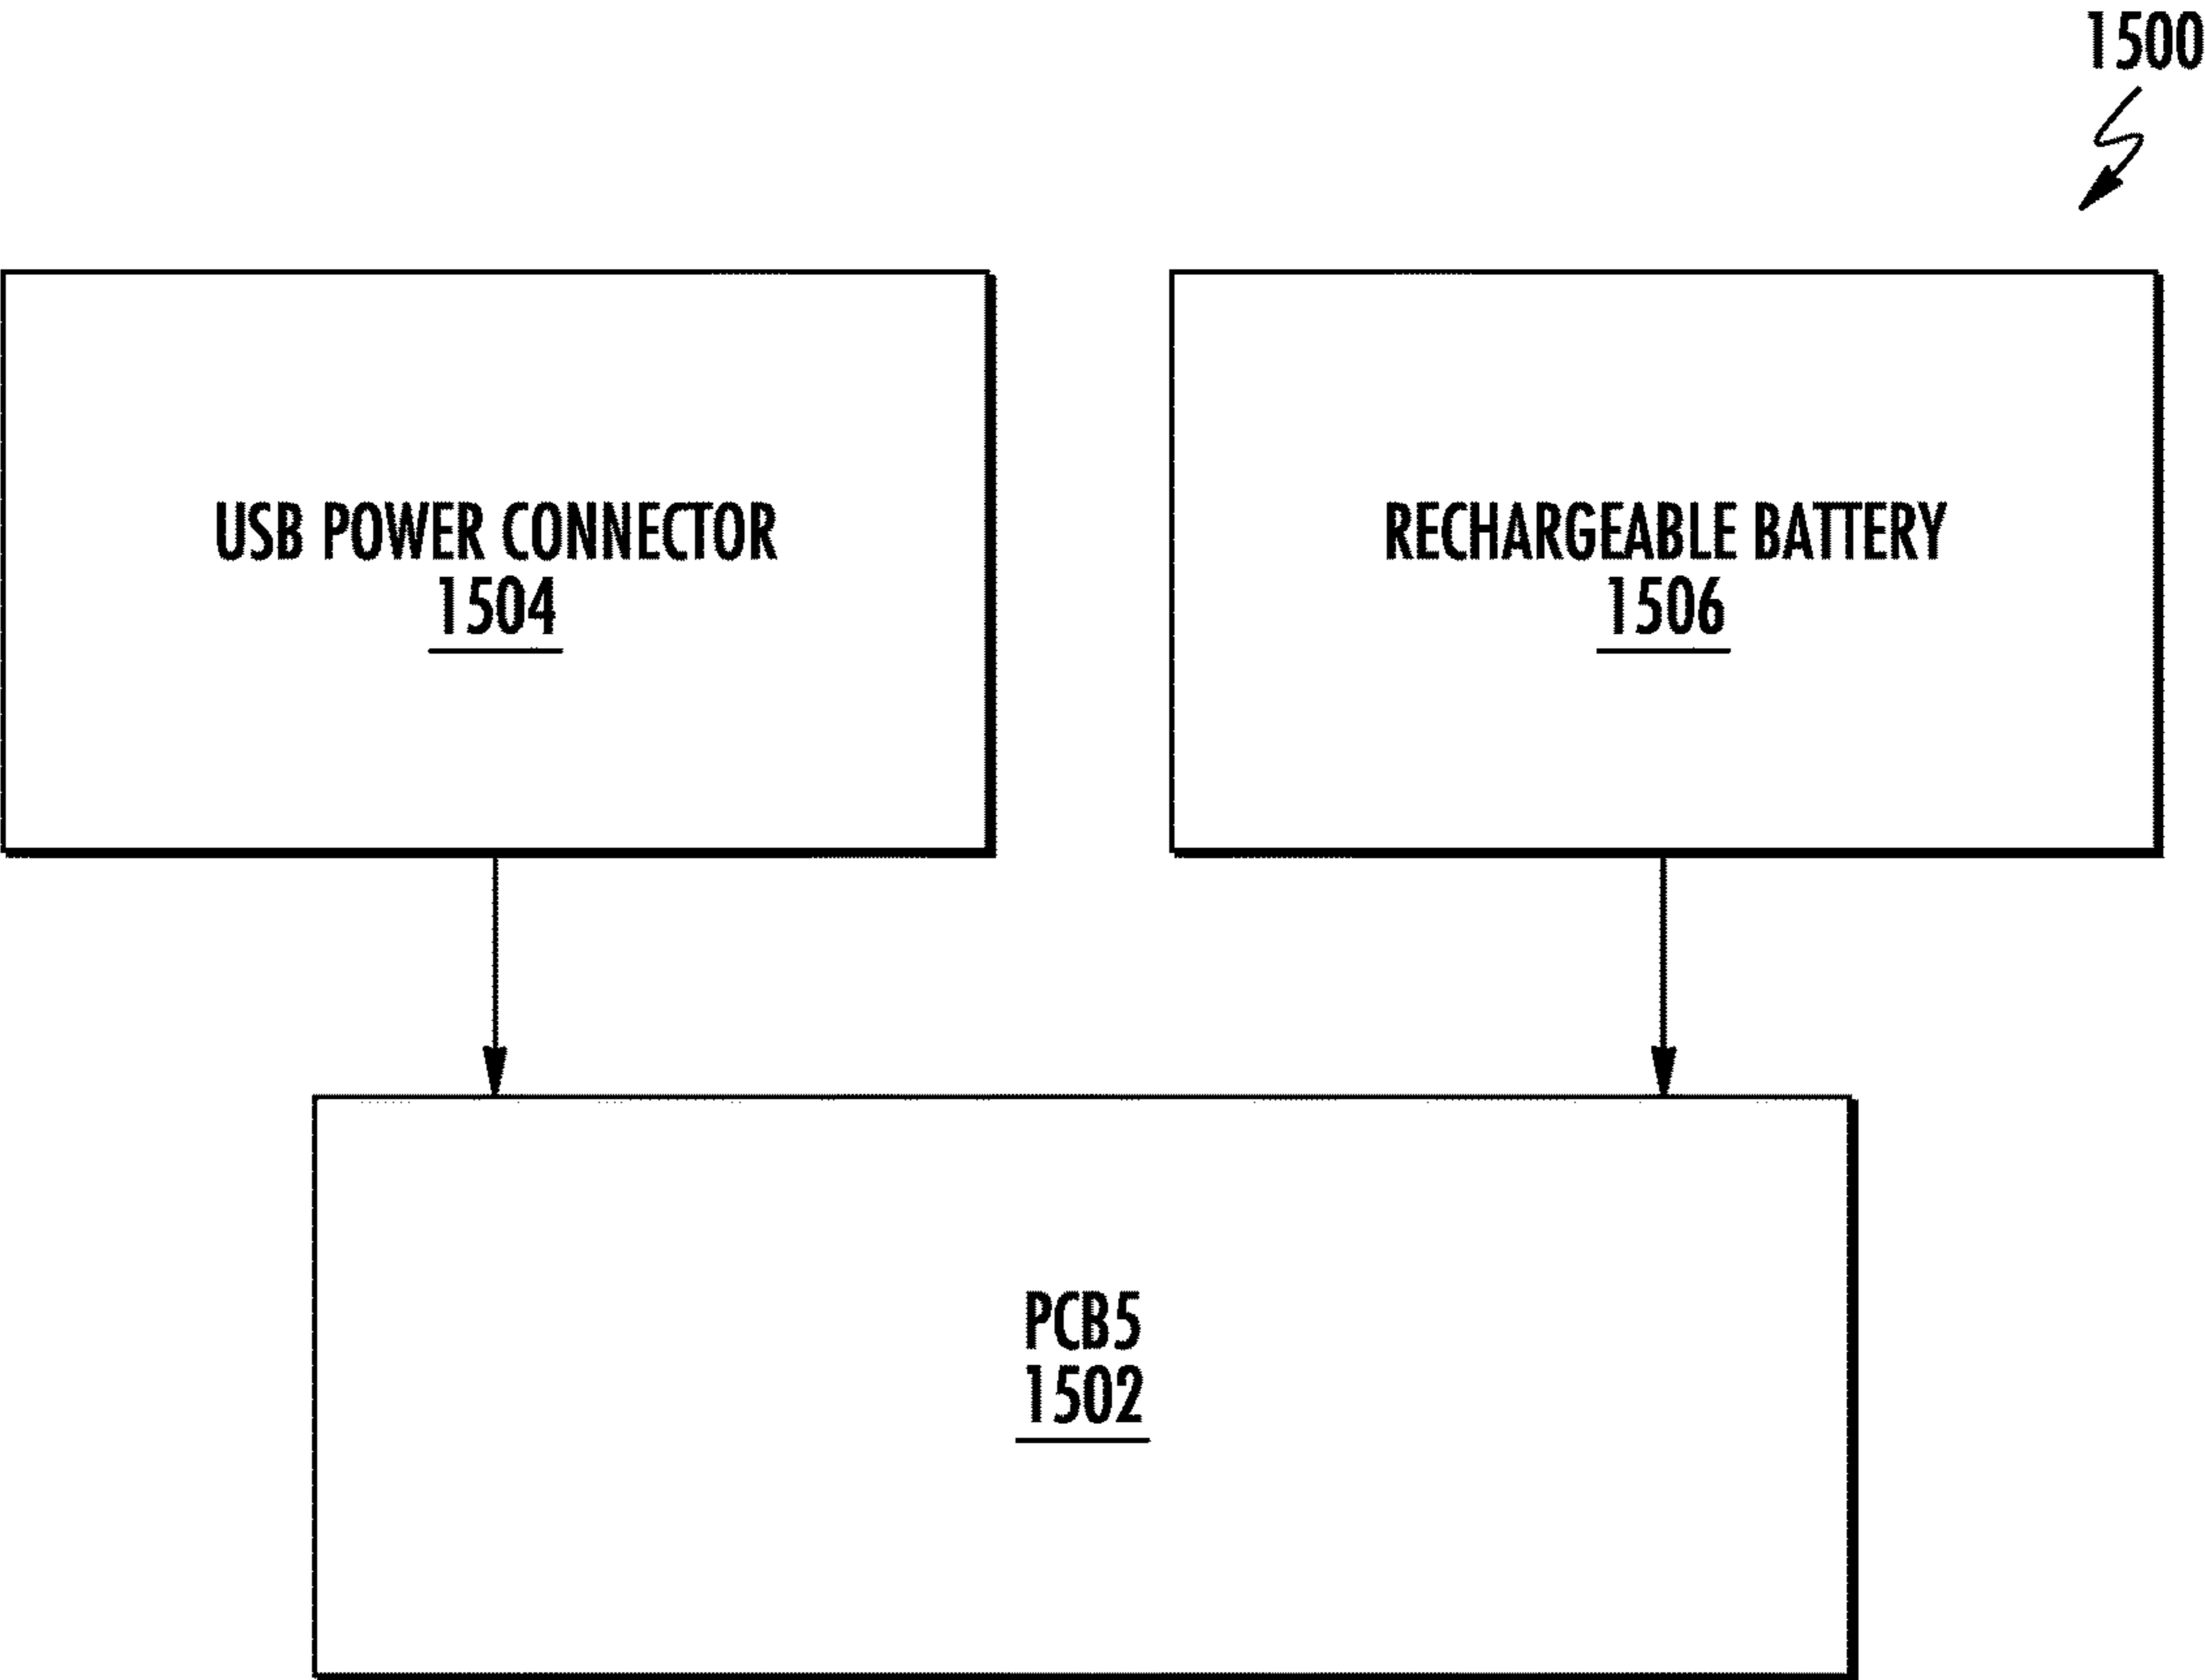 1500
USB POWER CONNECTOR
1504
RECHARGEABLE BATTERY
1506
PCB5
1502